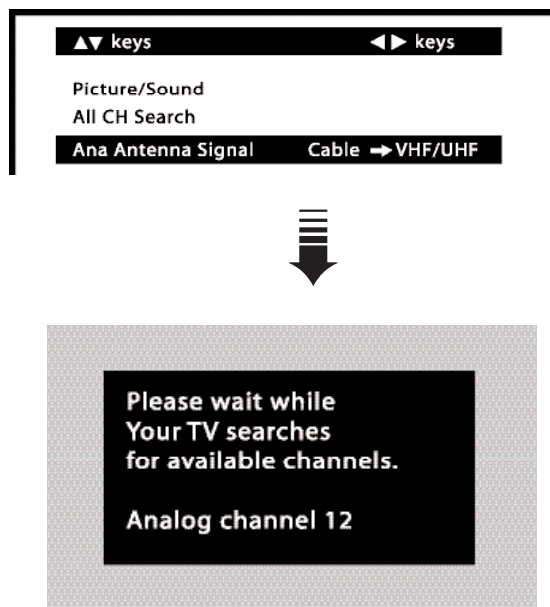 ▲▼ keys ◀▶ keys
Picture/Sound
All CH Search
Ana Antenna Signal Cable ➔ VHF/UHF
Please wait while
Your TV searches
for available channels.
Analog channel 12